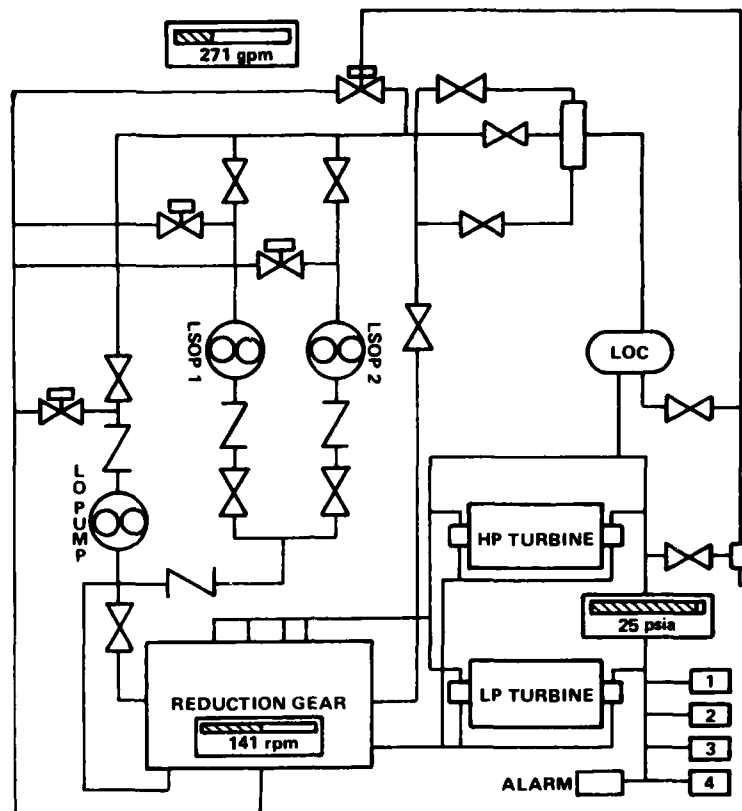 271 gpm
LSOP 1
LSOP 2
LOC
LO PUMP
HP TURBINE
25 psia
REDUCTION GEAR
141 rpm
LP TURBINE
1
2
3
ALARM
4